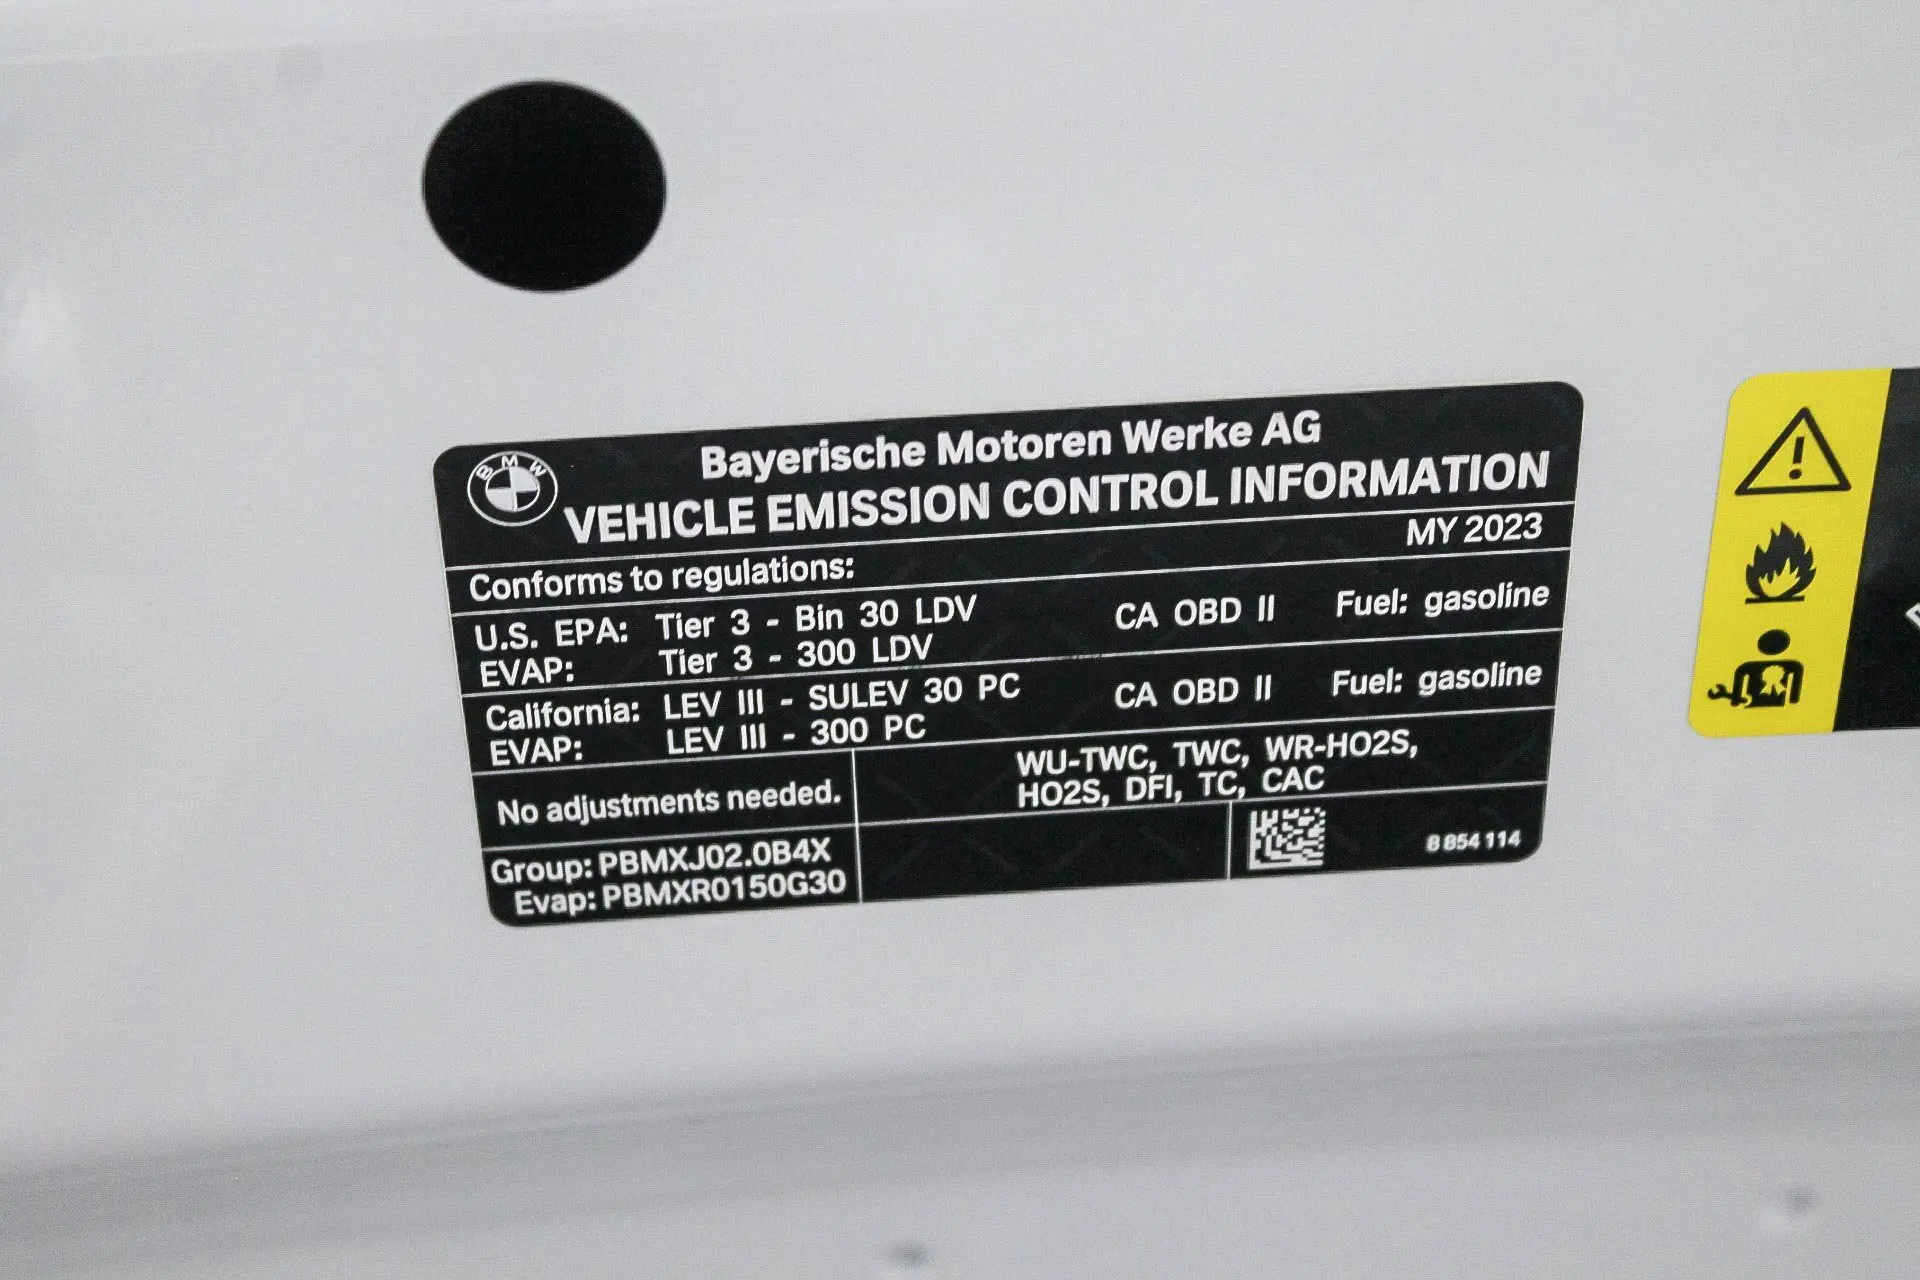 BMW
Bayerische Motoren Werke AG
VEHICLE EMISSION CONTROL INFORMATION
MY 2023
Conforms to regulations:
U.S. EPA: Tier 3 - Bin 30 LDV CA OBD II Fuel: gasoline
EVAP: Tier 3 - 300 LDV
California: LEV III - SULEV 30 PC CA OBD II Fuel: gasoline
EVAP: LEV III - 300 PC
No adjustments needed.
WU-TWC, TWC, WR-HO2S,
HO2S, DFI, TC, CAC
Group: PBMXJ02.0B4X
Evap: PBMXR0150G30
8 854 114